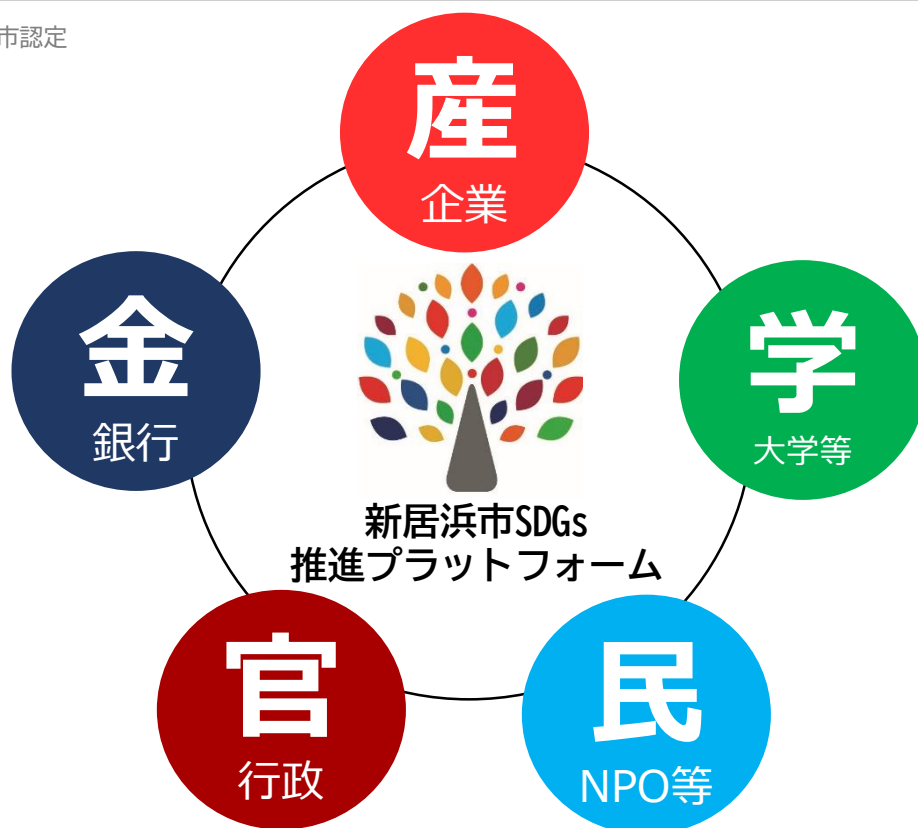 市認定
産
企業
金
銀行
学
大学等
新居浜市SDGs
推進プラットフォーム
官
行政
民
NPO等